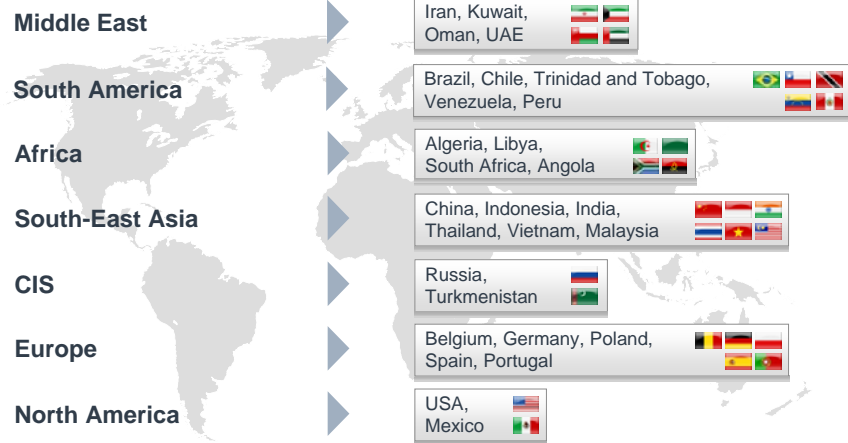 Middle East
Iran, Kuwait,
Oman, UAE
South America
Brazil, Chile, Trinidad and Tobago,
Venezuela, Peru
Africa
Algeria, Libya,
South Africa, Angola
South-East Asia
China, Indonesia, India,
Thailand, Vietnam, Malaysia
CIS
Russia,
Turkmenistan
Europe
Belgium, Germany, Poland,
Spain, Portugal
North America
USA,
Mexico